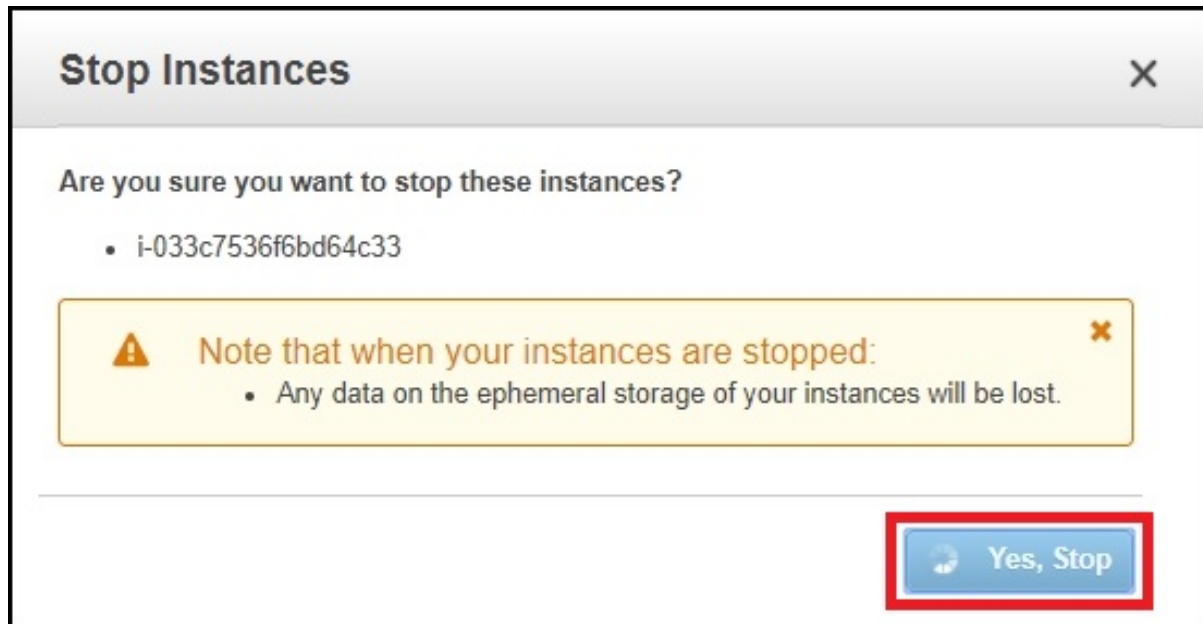 Stop Instances
Are you sure you want to stop these instances?
• i-033c7536f6bd64c33
Note that when your instances are stopped:
• Any data on the ephemeral storage of your instances will be lost.
Yes, Stop